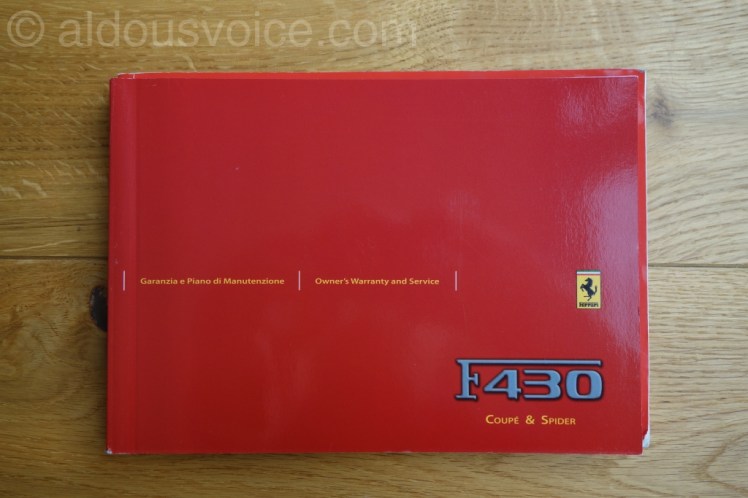 © aldousvoice.com
Garanzia e Piano di Manutenzione
Owner's Warranty and Service
Ferrari
F430
COUPÉ & SPIDER